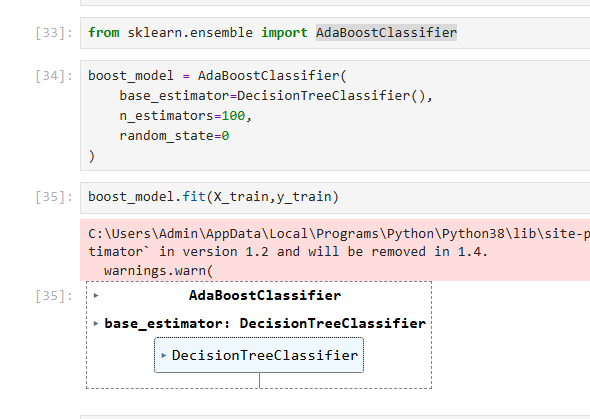 [33]: from sklearn.ensemble import AdaBoostClassifier
[34]: boost_model = AdaBoostClassifier(
    base_estimator=DecisionTreeClassifier(),
    n_estimators=100,
    random_state=0
)
[35]: boost_model.fit(X_train,y_train)
C:\Users\Admin\AppData\Local\Programs\Python\Python38\lib\site-p
timator` in version 1.2 and will be removed in 1.4.
  warnings.warn(
[35]: ▸ AdaBoostClassifier
▸ base_estimator: DecisionTreeClassifier
▸ DecisionTreeClassifier